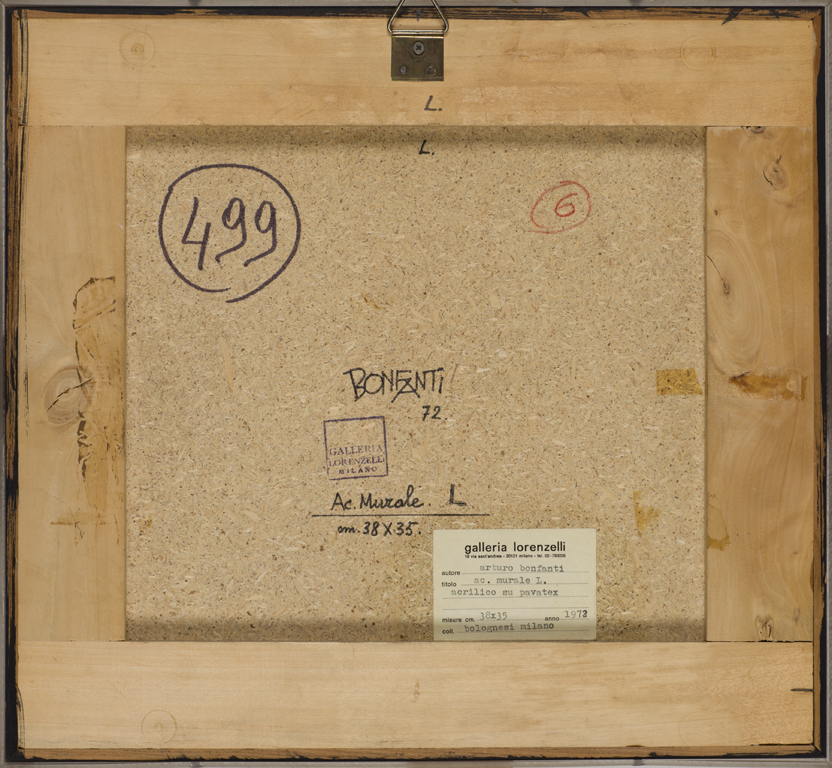 L.
L.
499
6
BONFANTI
72.
GALLERIA
LORENZELLI
MILANO
Ac. Murale. L
cm. 38 X 35.
galleria lorenzelli
autore arturo bonfanti
titolo ac. murale L.
acrilico su pavatex
misure cm. 38x35 anno 1972
coll. bolognesi milano